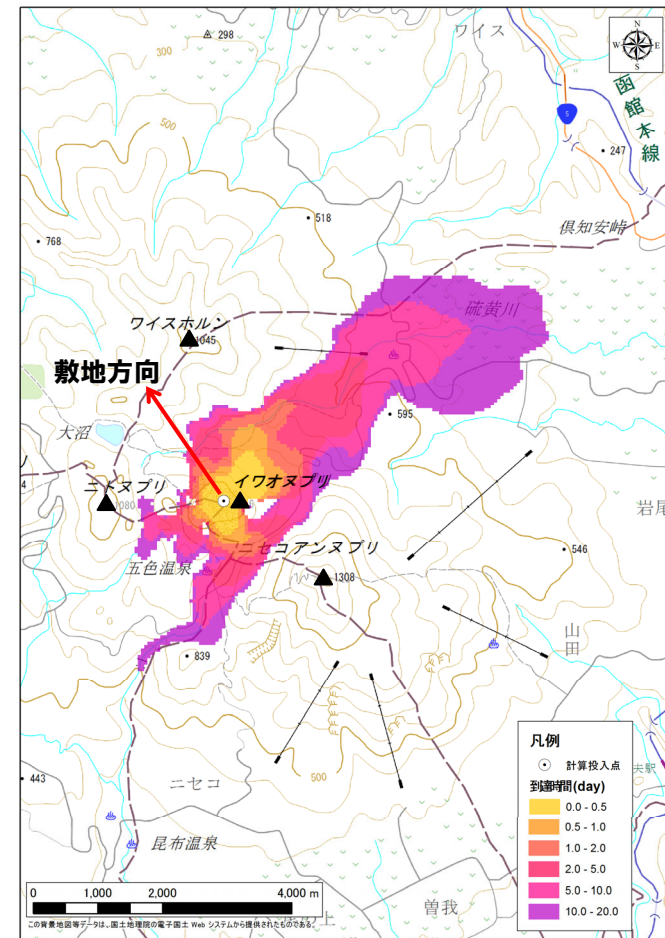 298
ワイス
N
W
E
S
300
函館本線
5
500
247
518
倶知安峠
768
硫黄川
ワイスホルン
1045
敷地方向
595
大沼
イワオヌプリ
ニトヌプリ
1080
岩尾
ニセコアンヌプリ
546
五色温泉
1308
山田
839
凡例
計算投入点
夫駅
到達時間(day)
443
ニセコ
500
0.0 - 0.5
0.5 - 1.0
1.0 - 2.0
昆布温泉
2.0 - 5.0
5.0 - 10.0
0 1,000 2,000 4,000 m
曽我
10.0 - 20.0
この背景地図等データは、国土地理院の電子国土 Web システムから提供されたものである。